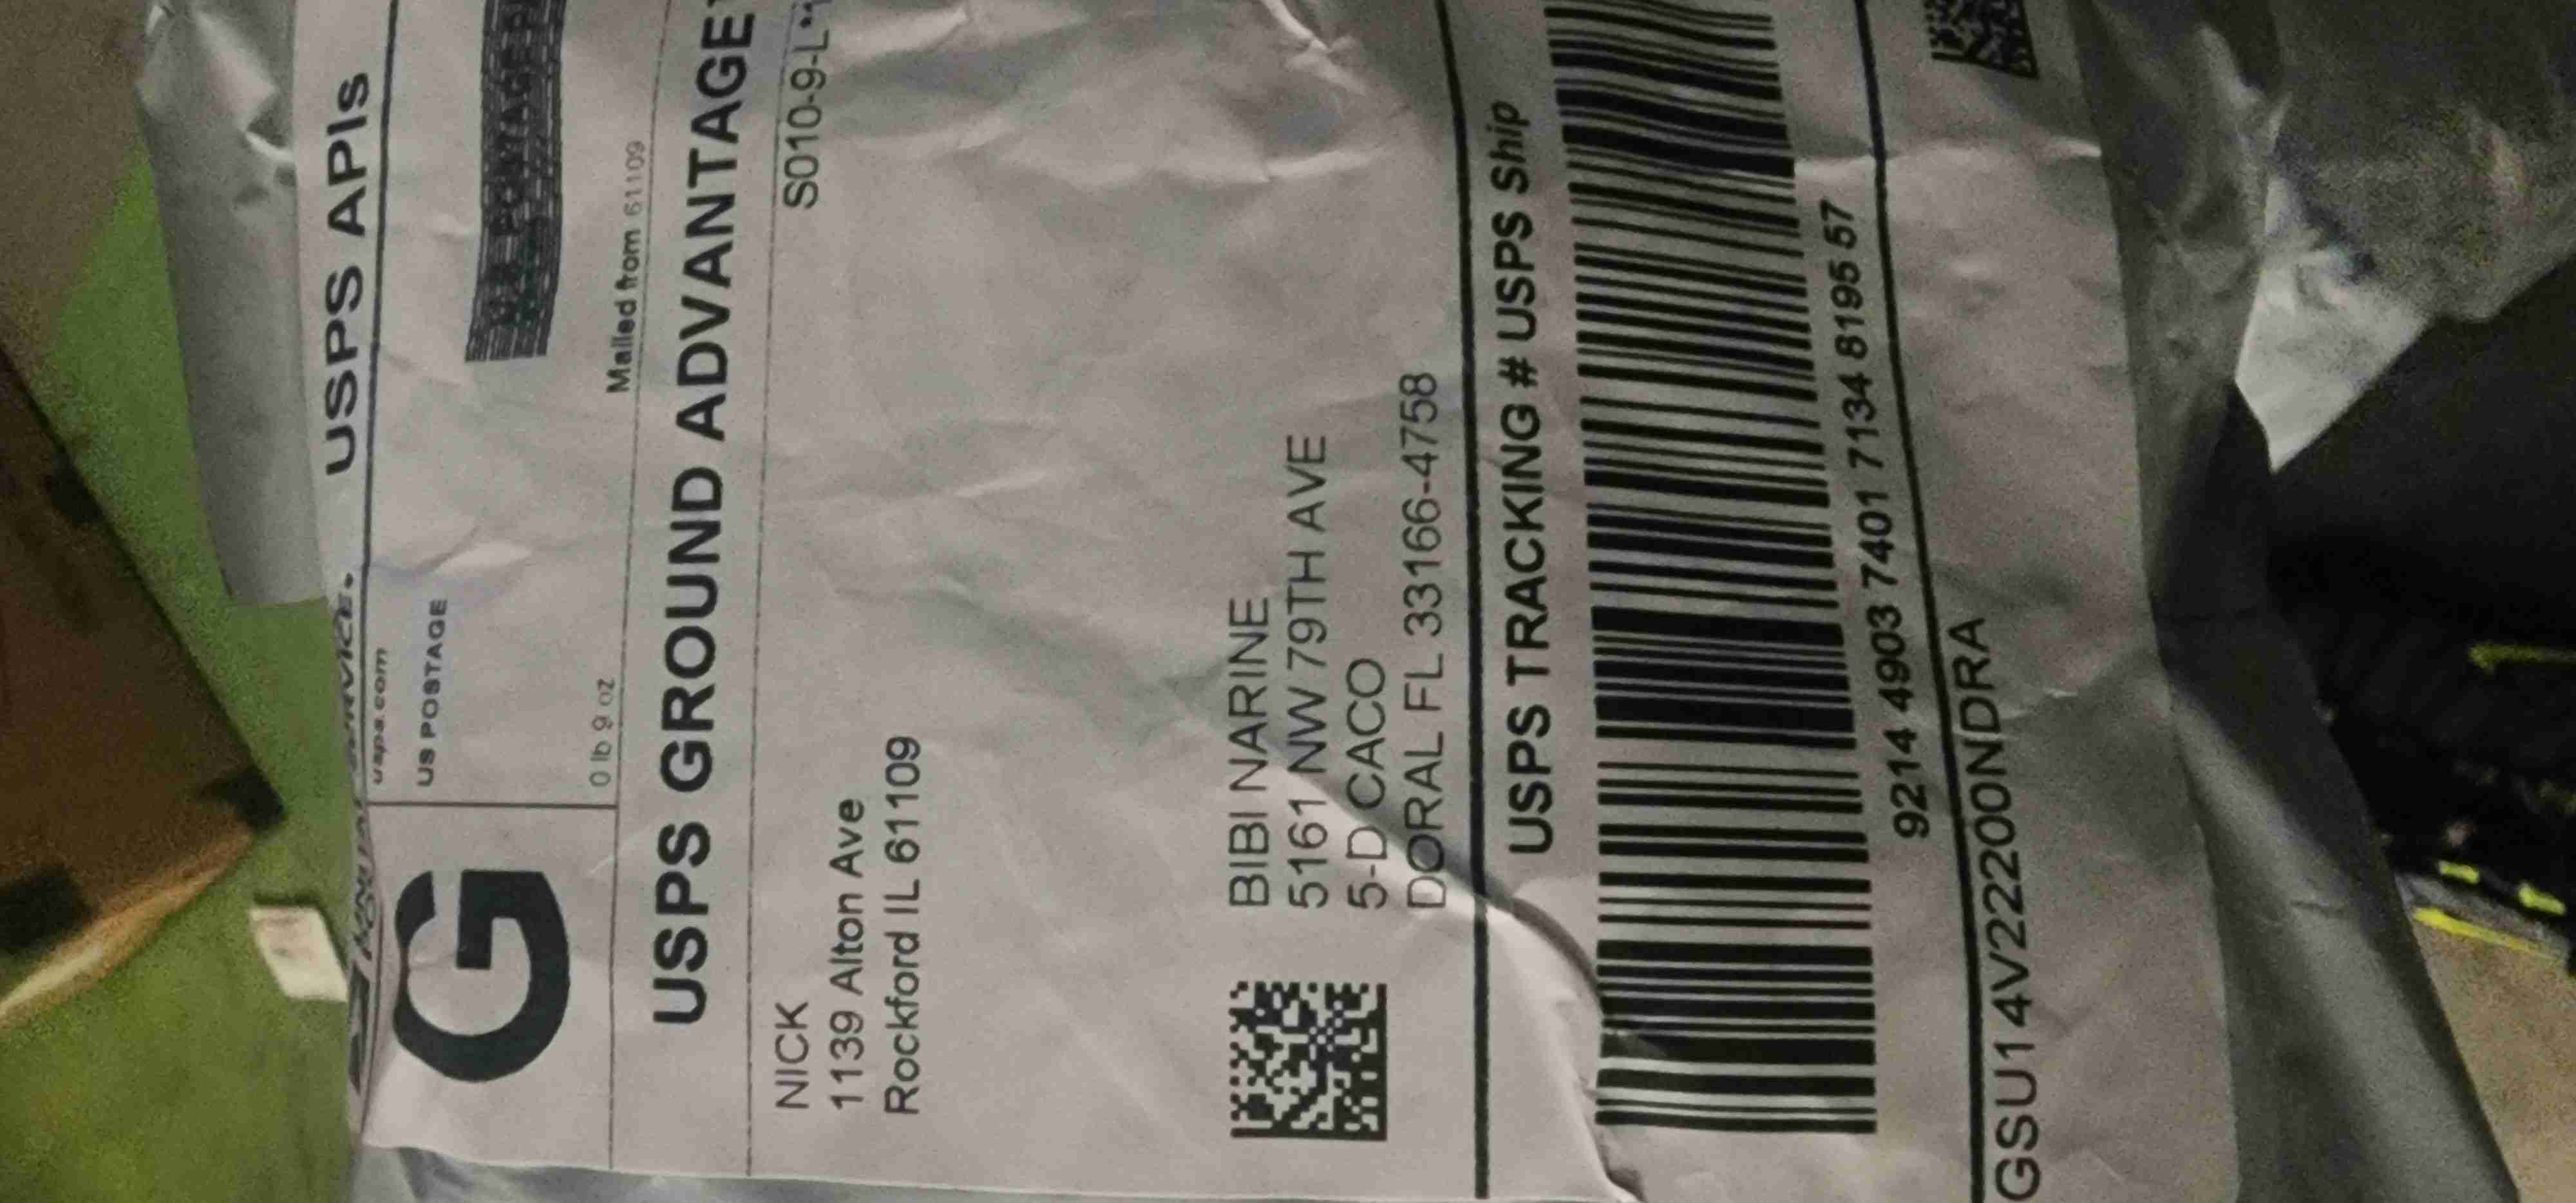 USPS APIs
usps.com
US POSTAGE
0 lb 9 oz
Mailed from 61109
G
USPS GROUND ADVANTAGE
S010-9-L**
NICK
1139 Alton Ave
Rockford IL 61109
BIBI NARINE
5161 NW 79TH AVE
5-D CACO
DORAL FL 33166-4758
USPS TRACKING # USPS Ship
9214 4903 7401 7134 8195 57
GSU14V22200NDRA